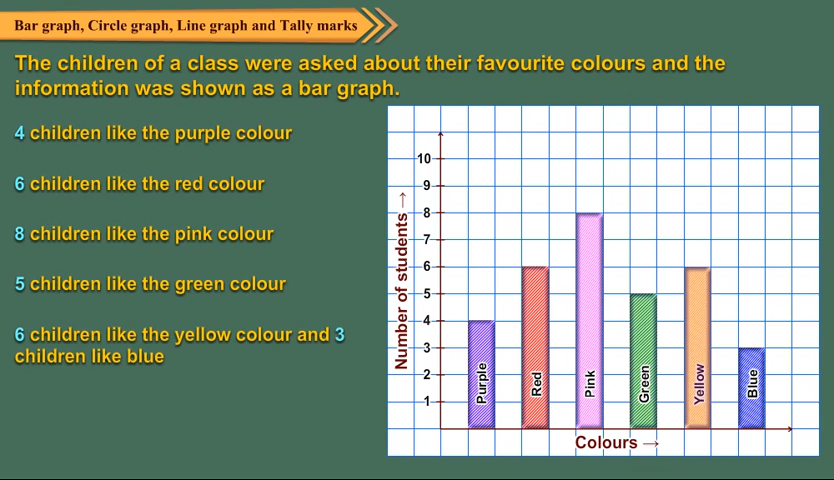 Bar graph, Circle graph, Line graph and Tally marks
The children of a class were asked about their favourite colours and the
information was shown as a bar graph.
4 children like the purple colour
6 children like the red colour
8 children like the pink colour
5 children like the green colour
6 children like the yellow colour and 3
children like blue
Number of students →
10
9
8
7
6
5
4
3
2
1
Purple
Red
Pink
Green
Yellow
Blue
Colours →